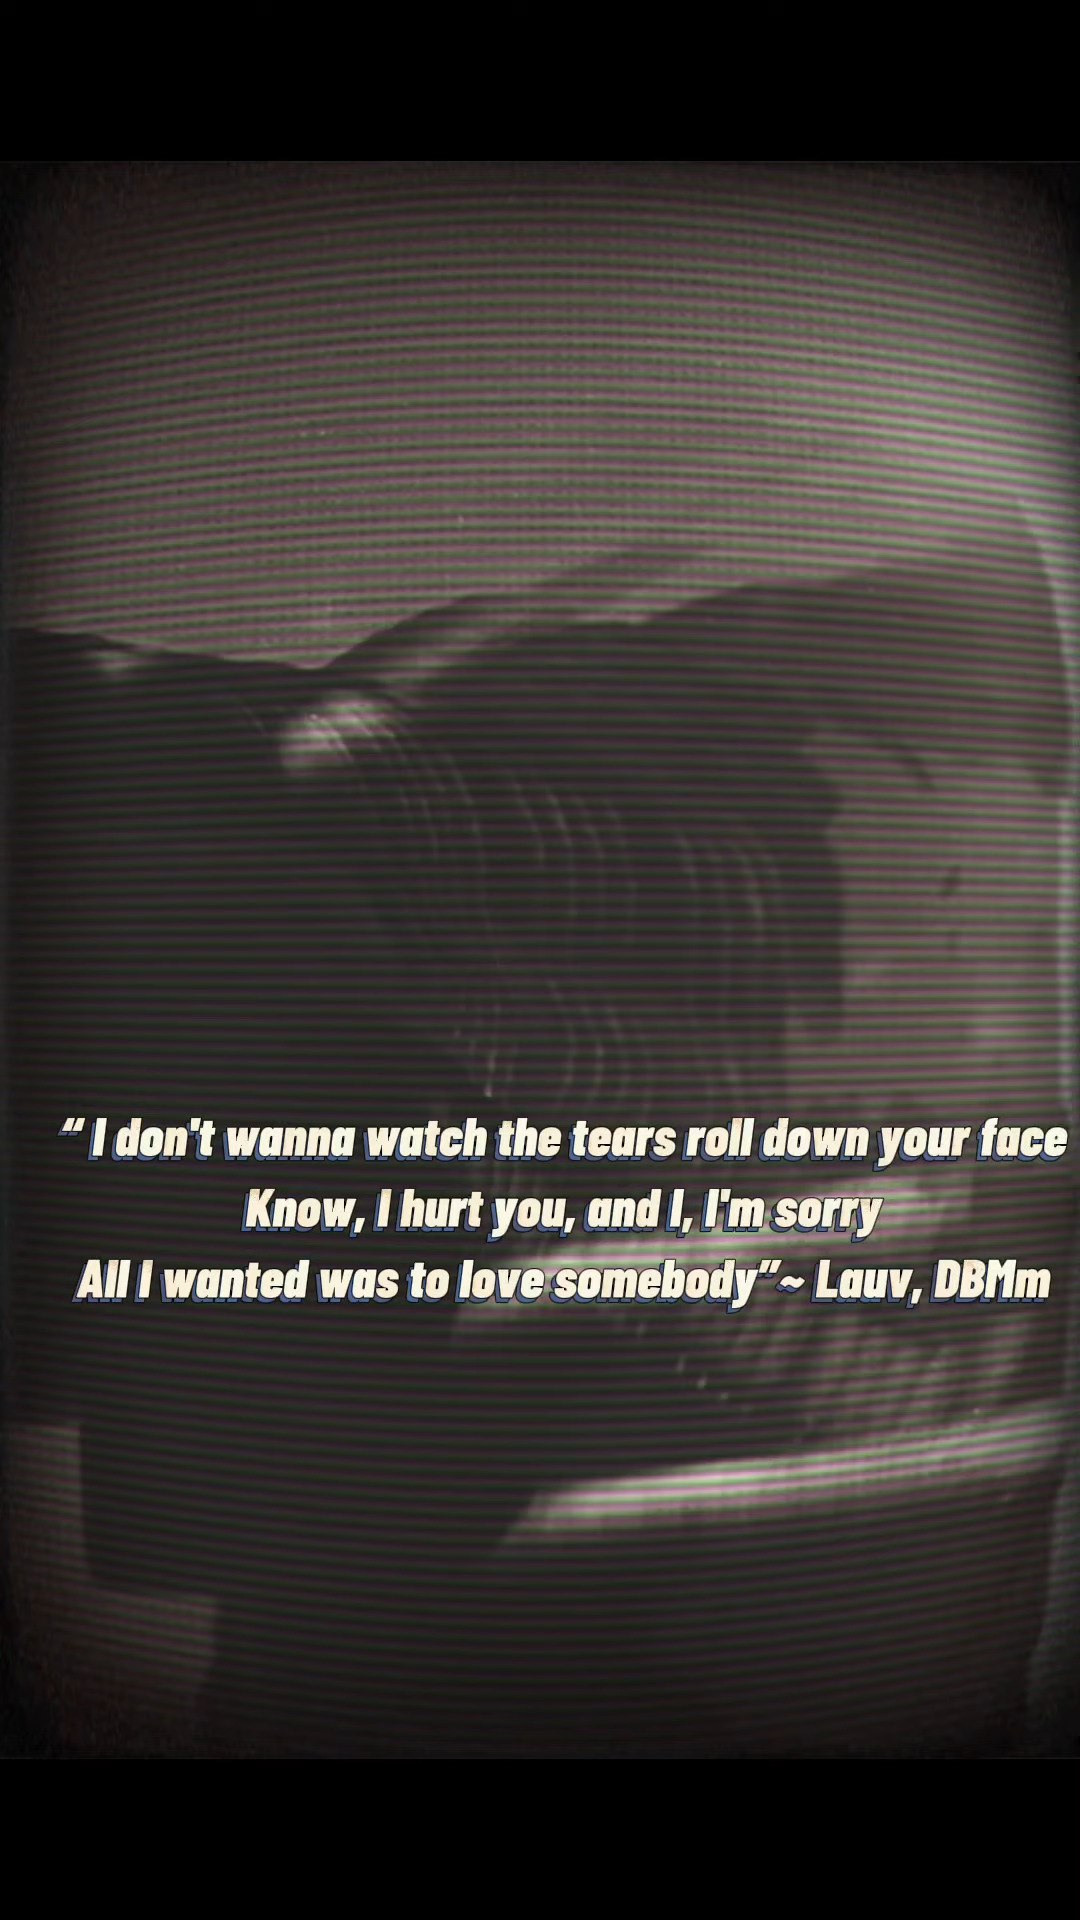 “ I don't wanna watch the tears roll down your face
Know, I hurt you, and I, I'm sorry
All I wanted was to love somebody”~ Lauv, DBMm